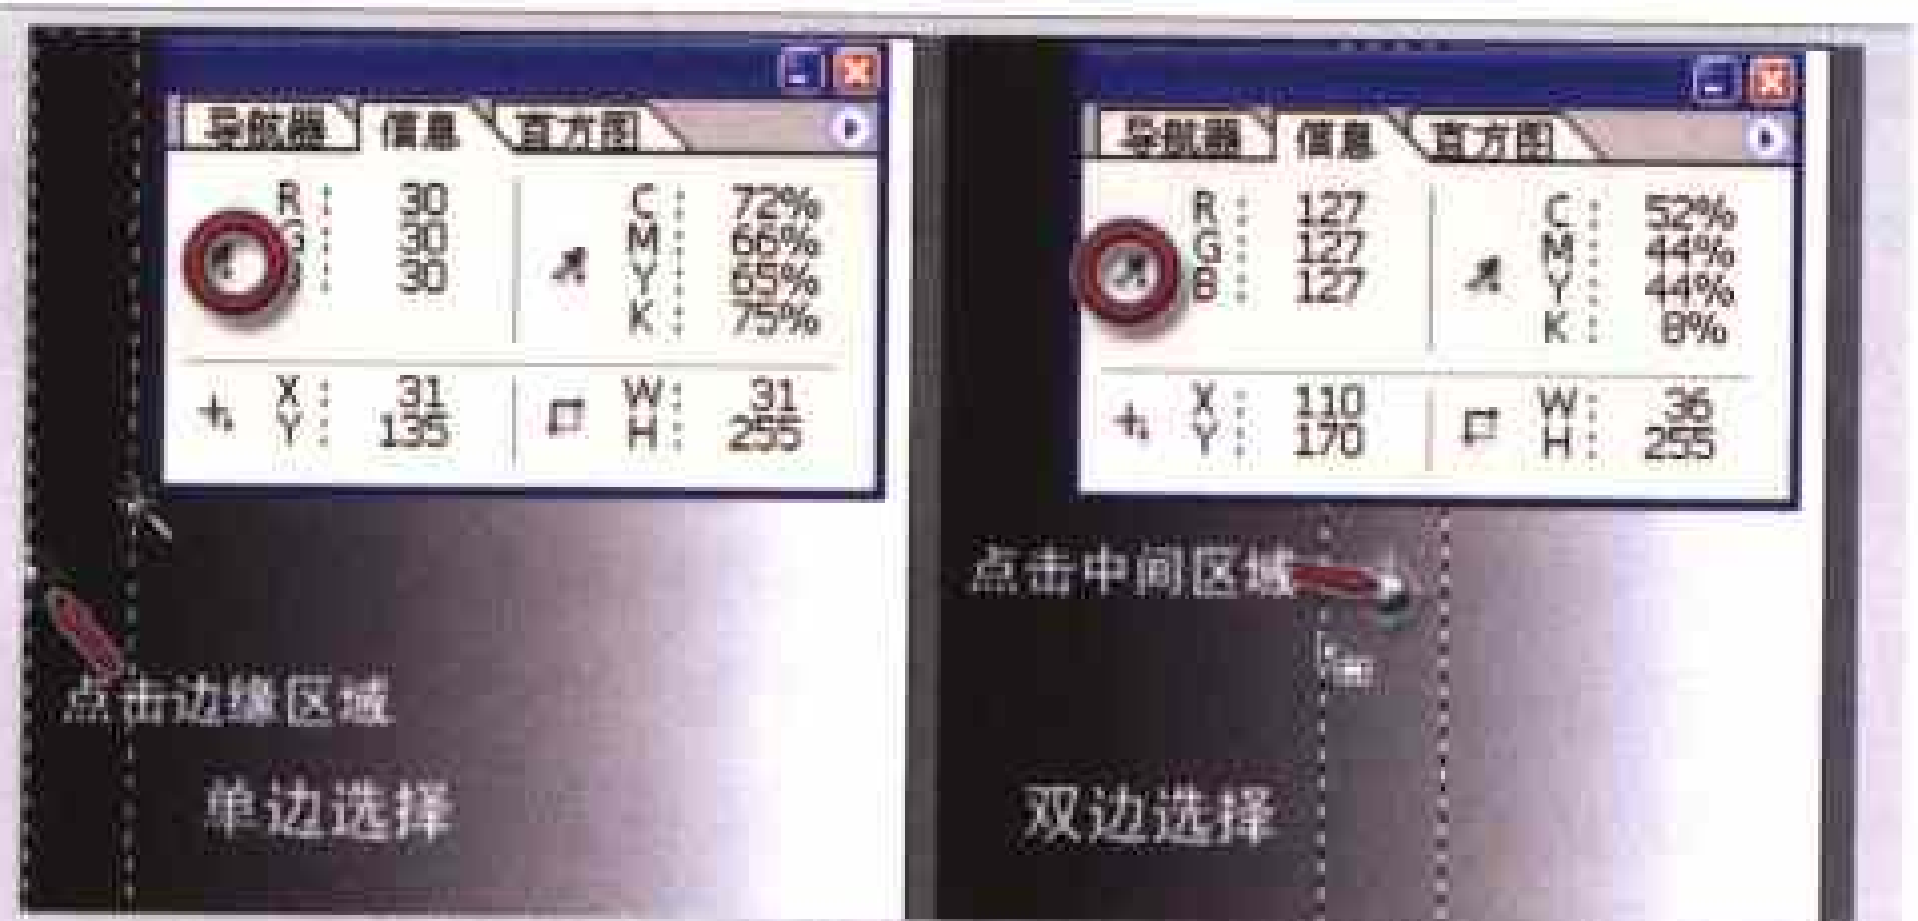 导航器 信息 直方图
R : 30 C : 72%
30 M : 66%
: 30 Y : 65%
K : 75%
X : 31 W : 31
Y : 135 H : 255
点击边缘区域
单边选择
导航器 信息 直方图
R : 127 C : 52%
G : 127 M : 44%
B : 127 Y : 44%
K : 8%
X : 110 W : 36
Y : 170 H : 255
点击中间区域
双边选择